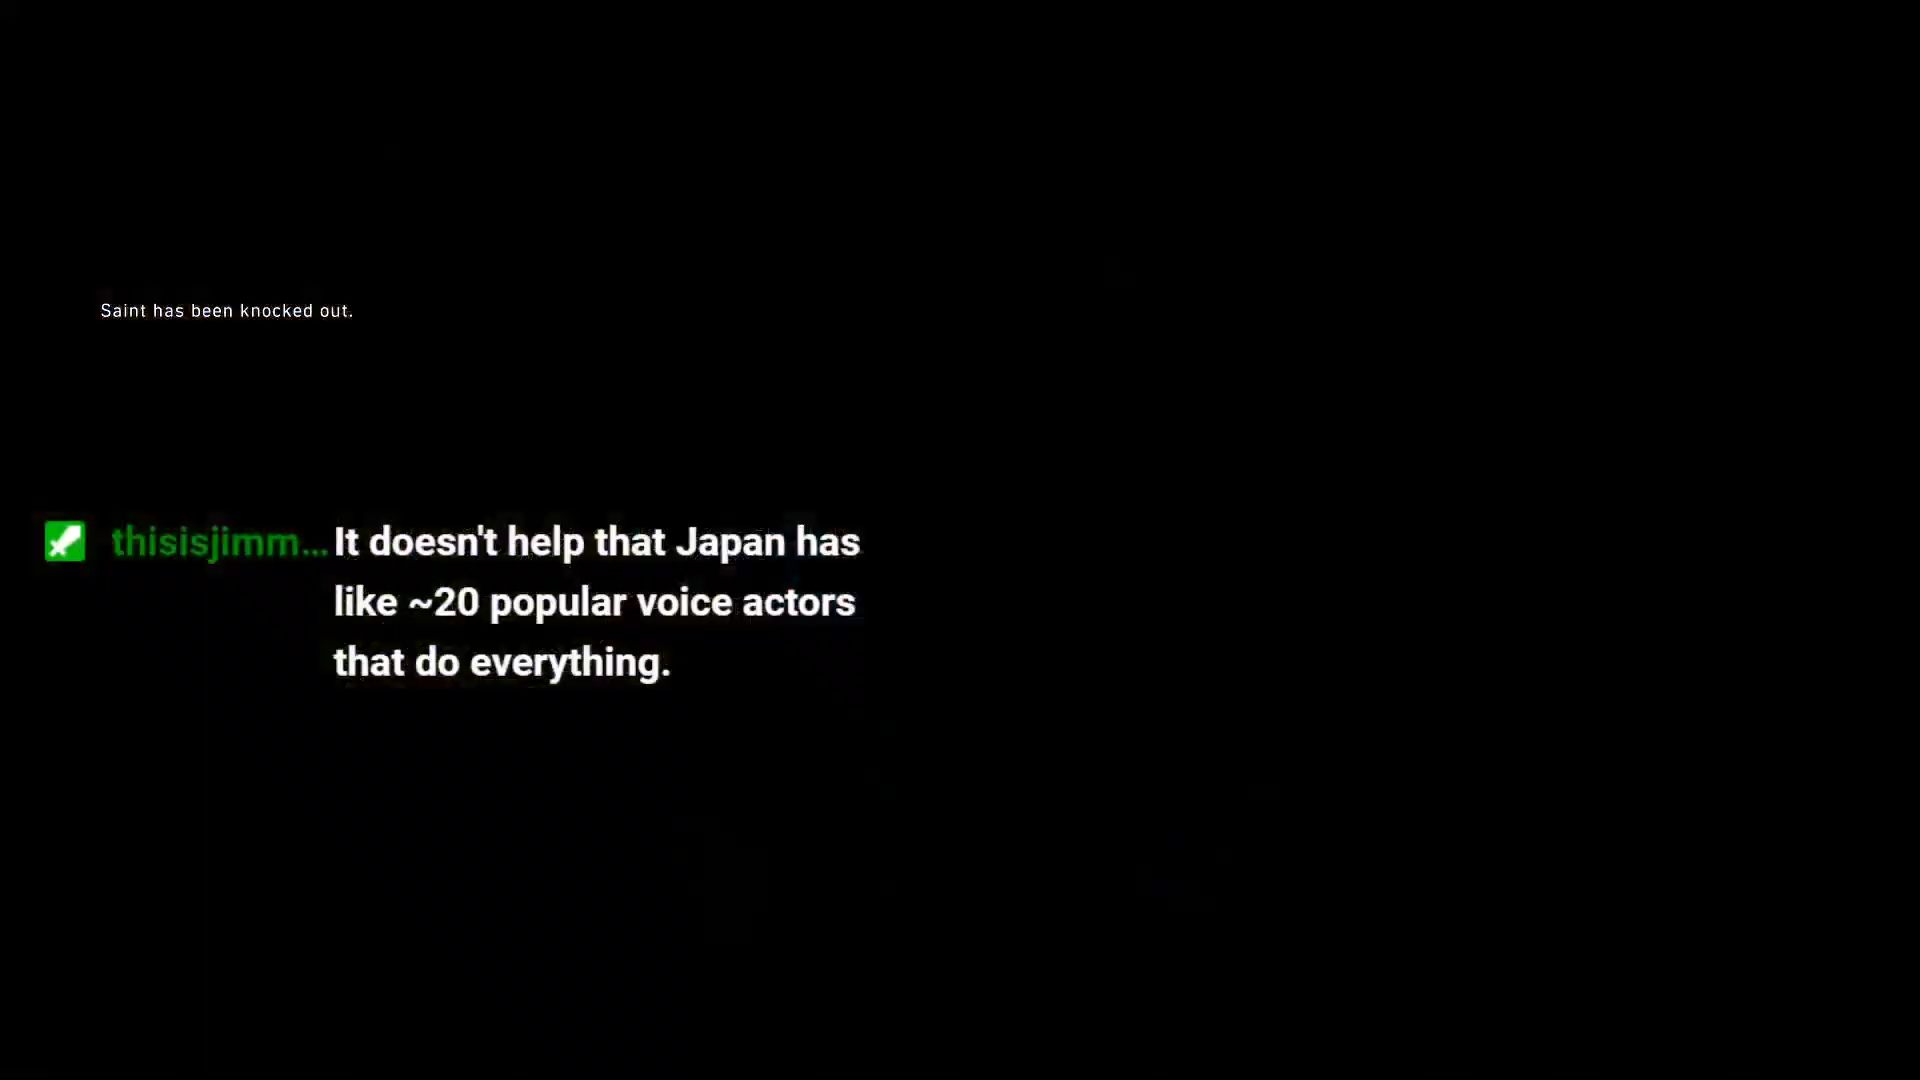 Saint has been knocked out.
thisisjimm... It doesn't help that Japan has
like ~20 popular voice actors
that do everything.